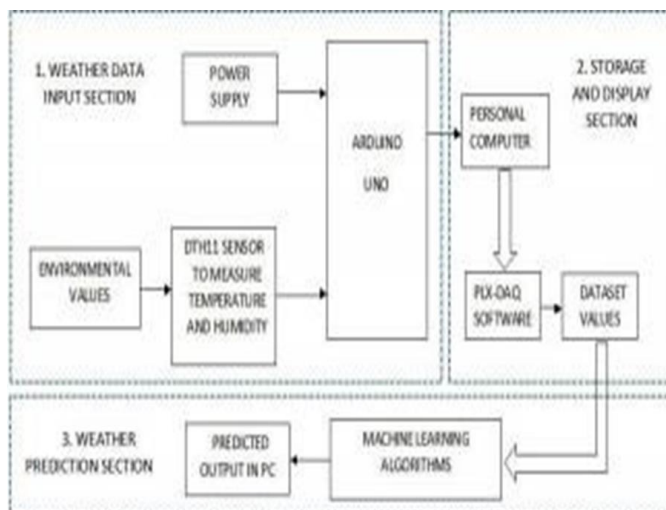 1. WEATHER DATA
INPUT SECTION
POWER
SUPPLY
ARDUINO
UNO
ENVIRONMENTAL
VALUES
DTH11 SENSOR
TO MEASURE
TEMPERATURE
AND HUMIDITY
2. STORAGE
AND DISPLAY
SECTION
PERSONAL
COMPUTER
PLX-DAQ
SOFTWARE
DATASET
VALUES
3. WEATHER
PREDICTION SECTION
PREDICTED
OUTPUT IN PC
MACHINE LEARNING
ALGORITHMS